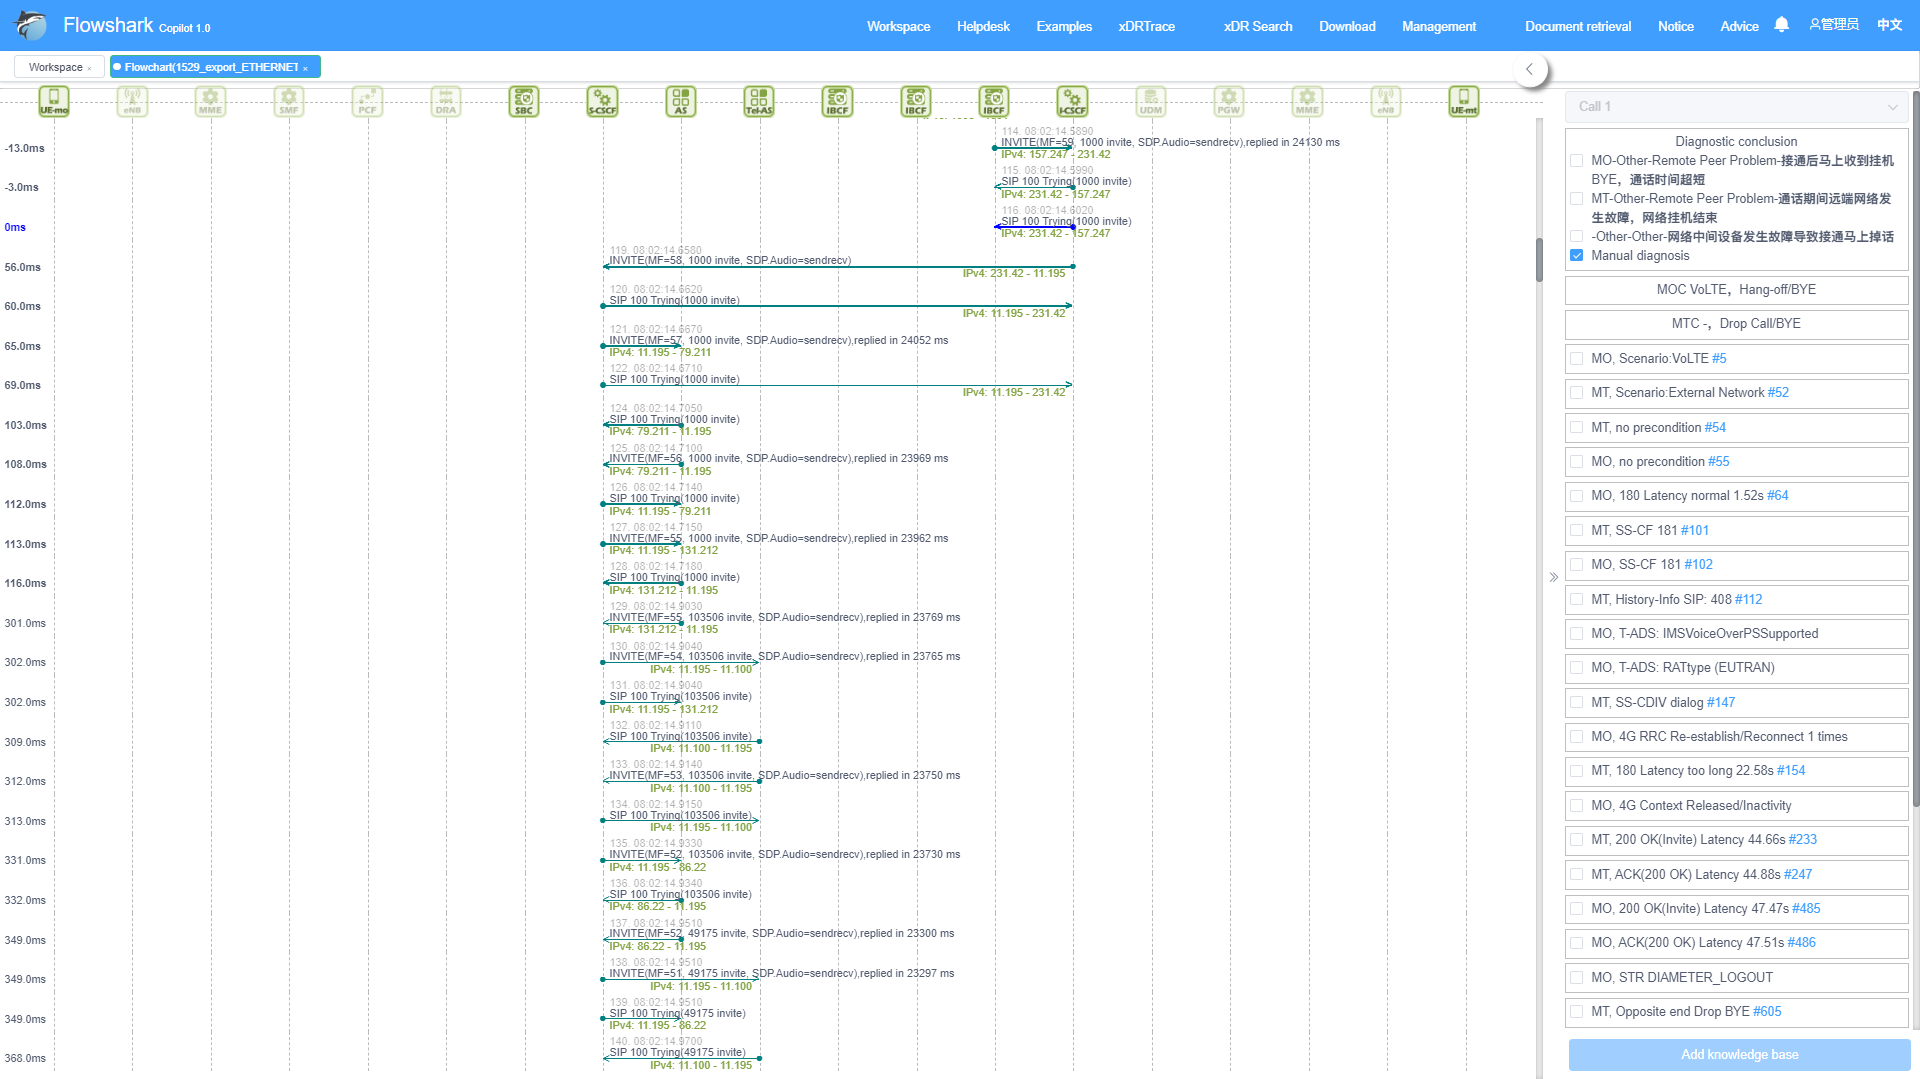 Flowshark Copilot 1.0
Workspace Helpdesk Examples xDRTrace xDR Search Download Management Document retrieval Notice Advice 管理员 中文
Workspace × Flowchart(1529_export_ETHERNET ×
UE-mo eNB MME SMF PCF DRA SBC S-CSCF AS Tel-AS IBCF IBCF IBCF I-CSCF UDM PGW MME eNB UE-mt
114. 08:02:14.5890
-13.0ms INVITE(MF=59, 1000 invite, SDP.Audio=sendrecv),replied in 24130 ms
IPv4: 157.247 - 231.42
115. 08:02:14.5990
-3.0ms SIP 100 Trying(1000 invite)
IPv4: 231.42 - 157.247
116. 08:02:14.6020
0ms SIP 100 Trying(1000 invite)
IPv4: 231.42 - 157.247
119. 08:02:14.6580
56.0ms INVITE(MF=58, 1000 invite, SDP.Audio=sendrecv)
IPv4: 231.42 - 11.195
120. 08:02:14.6620
60.0ms SIP 100 Trying(1000 invite)
IPv4: 11.195 - 231.42
121. 08:02:14.6670
65.0ms INVITE(MF=57, 1000 invite, SDP.Audio=sendrecv),replied in 24052 ms
IPv4: 11.195 - 79.211
122. 08:02:14.6710
69.0ms SIP 100 Trying(1000 invite)
IPv4: 11.195 - 231.42
124. 08:02:14.7050
103.0ms SIP 100 Trying(1000 invite)
IPv4: 79.211 - 11.195
125. 08:02:14.7100
108.0ms INVITE(MF=56, 1000 invite, SDP.Audio=sendrecv),replied in 23969 ms
IPv4: 79.211 - 11.195
126. 08:02:14.7140
112.0ms SIP 100 Trying(1000 invite)
IPv4: 11.195 - 79.211
127. 08:02:14.7150
113.0ms INVITE(MF=55, 1000 invite, SDP.Audio=sendrecv),replied in 23962 ms
IPv4: 11.195 - 131.212
128. 08:02:14.7180
116.0ms SIP 100 Trying(1000 invite)
IPv4: 131.212 - 11.195
129. 08:02:14.9030
301.0ms INVITE(MF=55, 103506 invite, SDP.Audio=sendrecv),replied in 23769 ms
IPv4: 131.212 - 11.195
130. 08:02:14.9040
302.0ms INVITE(MF=54, 103506 invite, SDP.Audio=sendrecv),replied in 23765 ms
IPv4: 11.195 - 11.100
131. 08:02:14.9040
302.0ms SIP 100 Trying(103506 invite)
IPv4: 11.195 - 131.212
132. 08:02:14.9110
309.0ms SIP 100 Trying(103506 invite)
IPv4: 11.100 - 11.195
133. 08:02:14.9140
312.0ms INVITE(MF=53, 103506 invite, SDP.Audio=sendrecv),replied in 23750 ms
IPv4: 11.100 - 11.195
134. 08:02:14.9150
313.0ms SIP 100 Trying(103506 invite)
IPv4: 11.195 - 11.100
135. 08:02:14.9330
331.0ms INVITE(MF=52, 103506 invite, SDP.Audio=sendrecv),replied in 23730 ms
IPv4: 11.195 - 86.22
136. 08:02:14.9340
332.0ms SIP 100 Trying(103506 invite)
IPv4: 86.22 - 11.195
137. 08:02:14.9510
349.0ms INVITE(MF=52, 49175 invite, SDP.Audio=sendrecv),replied in 23300 ms
IPv4: 86.22 - 11.195
138. 08:02:14.9510
349.0ms INVITE(MF=51, 49175 invite, SDP.Audio=sendrecv),replied in 23297 ms
IPv4: 11.195 - 11.100
139. 08:02:14.9510
349.0ms SIP 100 Trying(49175 invite)
IPv4: 11.195 - 86.22
140. 08:02:14.9700
368.0ms SIP 100 Trying(49175 invite)
IPv4: 11.100 - 11.195
Call 1
Diagnostic conclusion
MO-Other-Remote Peer Problem-接通后马上收到挂机
BYE，通话时间超短
MT-Other-Remote Peer Problem-通话期间远端网络发
生故障，网络挂机结束
-Other-Other-网络中间设备发生故障导致接通马上掉话
Manual diagnosis
MOC VoLTE，Hang-off/BYE
MTC -，Drop Call/BYE
MO, Scenario:VoLTE #5
MT, Scenario:External Network #52
MT, no precondition #54
MO, no precondition #55
MO, 180 Latency normal 1.52s #64
MT, SS-CF 181 #101
MO, SS-CF 181 #102
MT, History-Info SIP: 408 #112
MO, T-ADS: IMSVoiceOverPSSupported
MO, T-ADS: RATtype (EUTRAN)
MT, SS-CDIV dialog #147
MO, 4G RRC Re-establish/Reconnect 1 times
MT, 180 Latency too long 22.58s #154
MO, 4G Context Released/Inactivity
MT, 200 OK(Invite) Latency 44.66s #233
MT, ACK(200 OK) Latency 44.88s #247
MO, 200 OK(Invite) Latency 47.47s #485
MO, ACK(200 OK) Latency 47.51s #486
MO, STR DIAMETER_LOGOUT
MT, Opposite end Drop BYE #605
Add knowledge base